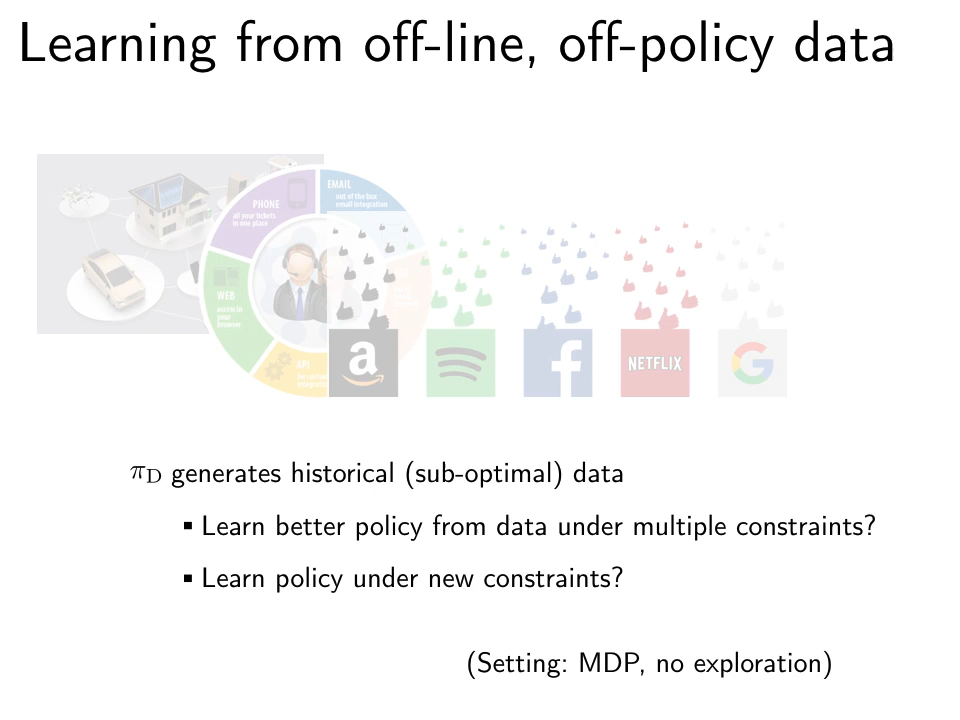 Learning from off-line, off-policy data
EMAIL
out of the box
email integration
PHONE
all your tickets
in one place
WEB
access in
your
browser
API
a
f
NETFLIX
G
π_D generates historical (sub-optimal) data
▪ Learn better policy from data under multiple constraints?
▪ Learn policy under new constraints?
(Setting: MDP, no exploration)